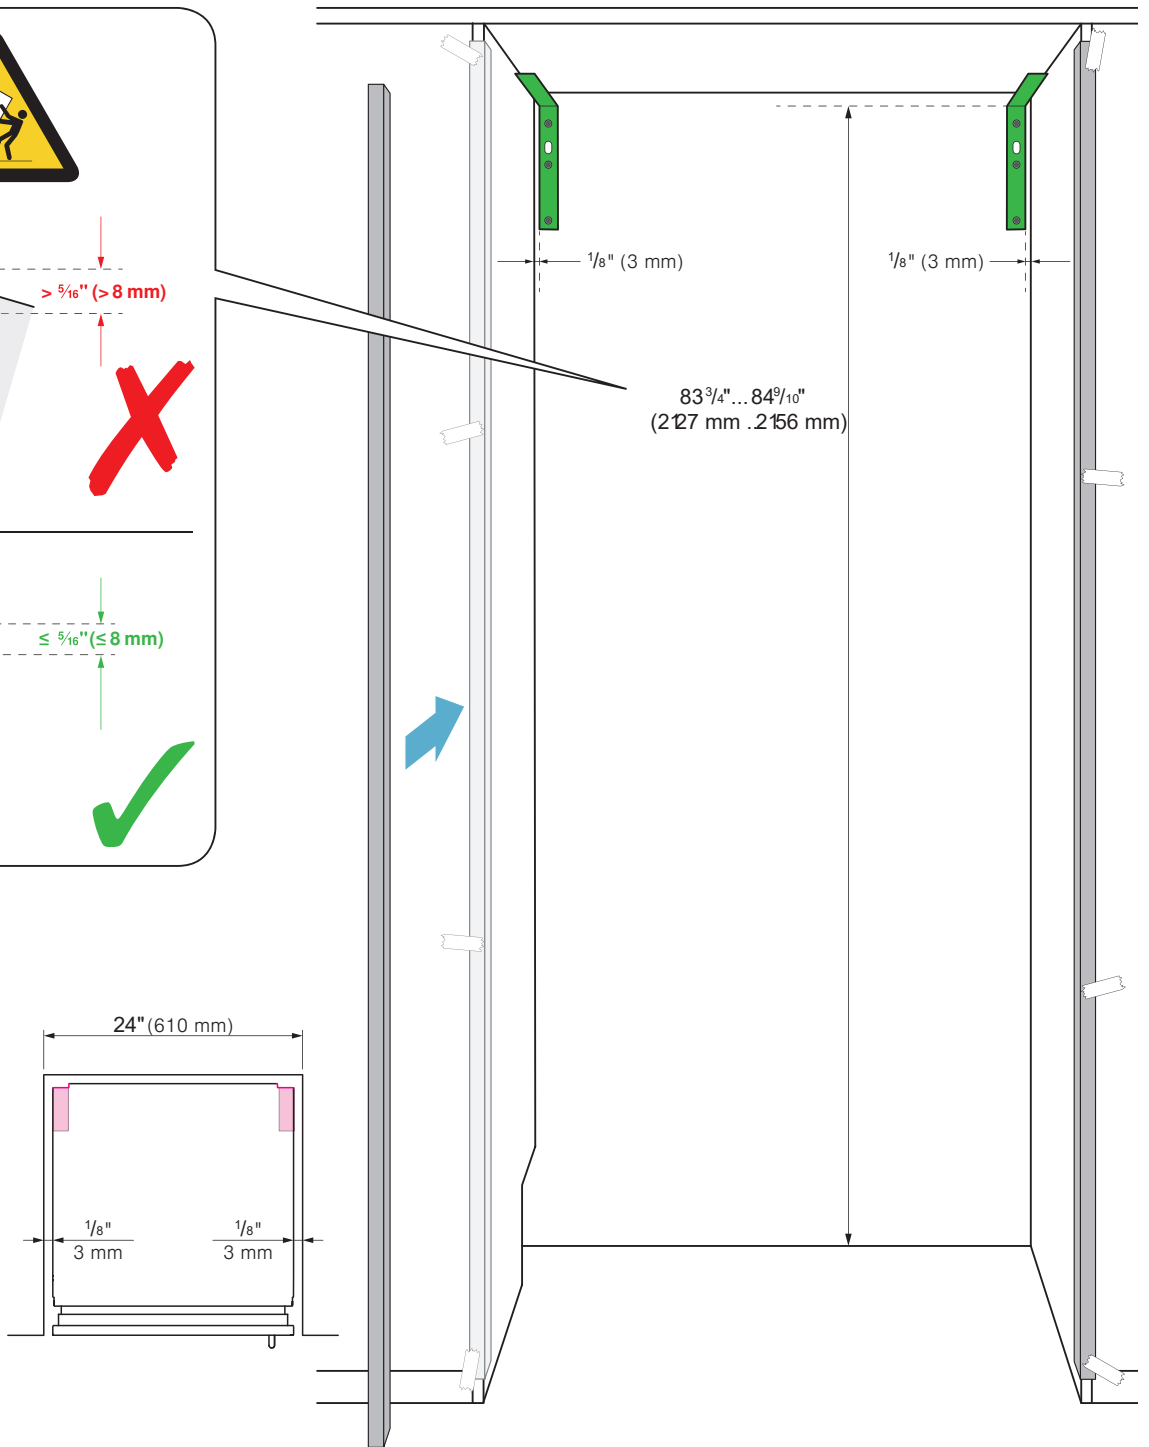 > 5/16" (> 8 mm)
1/8" (3 mm)
1/8" (3 mm)
83 3/4"...84 9/10"
(2127 mm ..2156 mm)
≤ 5/16" (≤ 8 mm)
24" (610 mm)
1/8"
3 mm
1/8"
3 mm